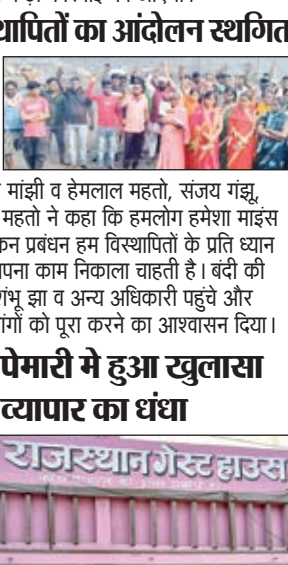 थापितों का आंदोलन स्थगित
मांझी व हेमलाल महतो, संजय गंझू,
महतो ने कहा कि हमलोग हमेशा माइंस
कन प्रबंधन हम विस्थापितों के प्रति ध्यान
पना काम निकाला चाहती है। बंदी की
शंभू झा व अन्य अधिकारी पहुंचे और
ांगों को पूरा करने का आश्वासन दिया।
पेमारी मे हुआ खुलासा
व्यापार का धंधा
राजस्थान गेस्ट हाउस